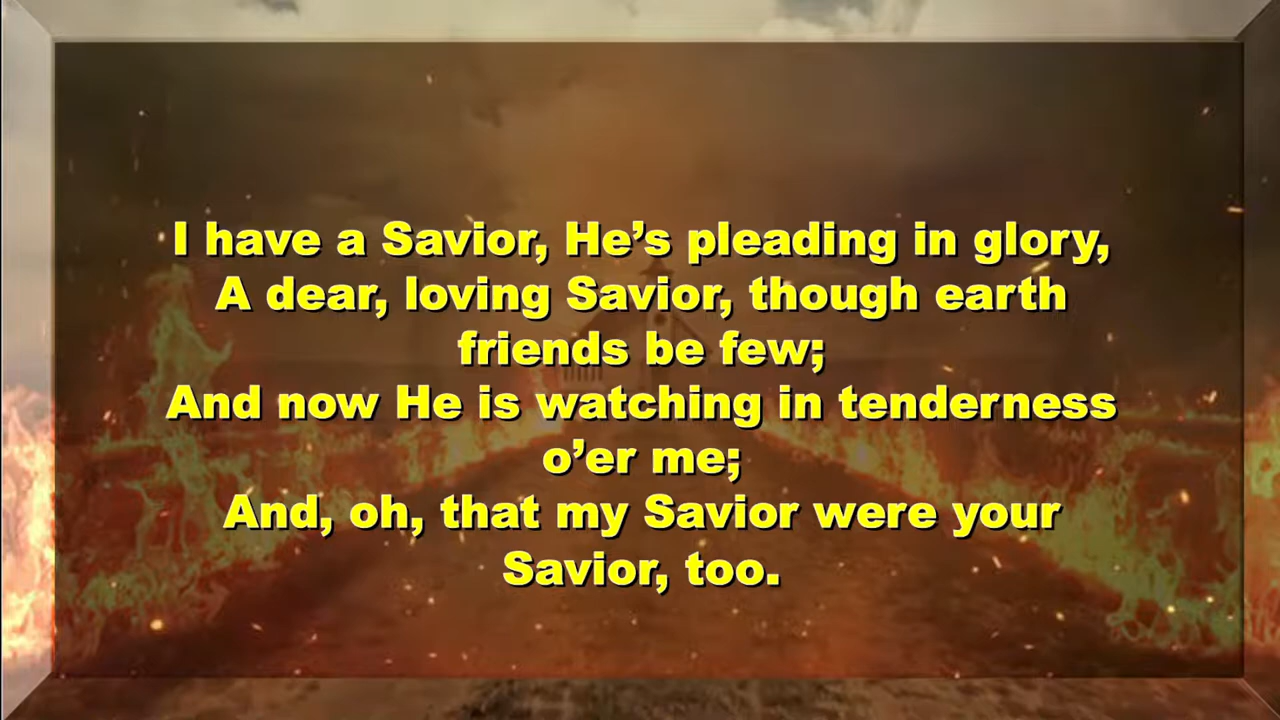 I have a Savior, He’s pleading in glory,
A dear, loving Savior, though earth
friends be few;
And now He is watching in tenderness
o’er me;
And, oh, that my Savior were your
Savior, too.